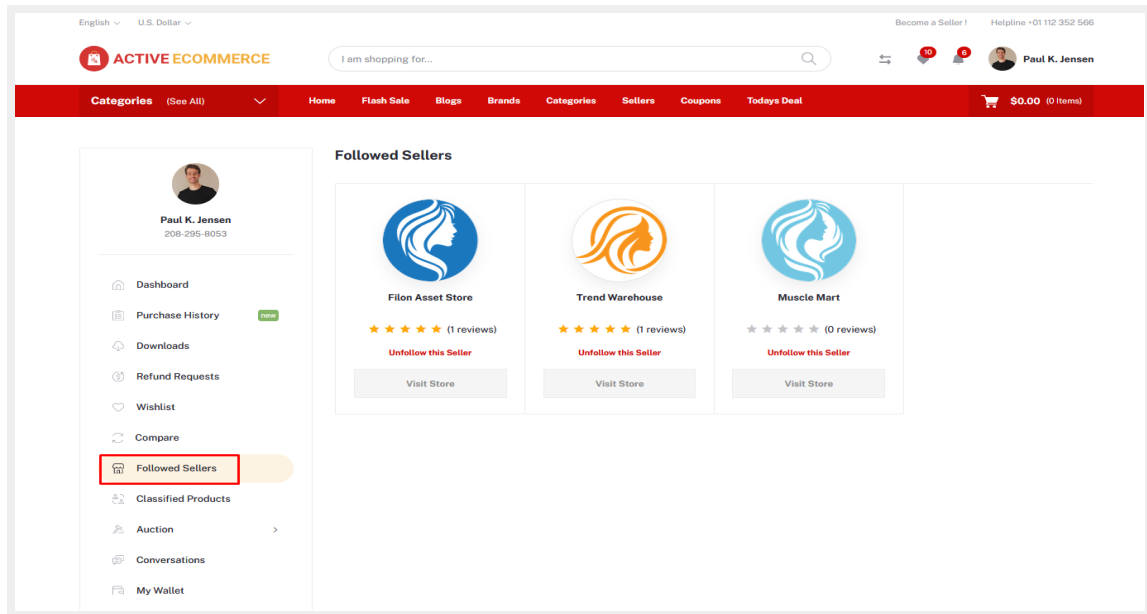 English U.S. Dollar Become a Seller ! Helpline +01 112 352 566
ACTIVE ECOMMERCE I am shopping for... 10 6 Paul K. Jensen
Categories (See All) Home Flash Sale Blogs Brands Categories Sellers Coupons Todays Deal $0.00 (0 Items)
Paul K. Jensen
208-295-8053
Dashboard
Purchase History new
Downloads
Refund Requests
Wishlist
Compare
Followed Sellers
Classified Products
Auction
Conversations
My Wallet
Followed Sellers
Filon Asset Store
(1 reviews)
Unfollow this Seller
Visit Store
Trend Warehouse
(1 reviews)
Unfollow this Seller
Visit Store
Muscle Mart
(0 reviews)
Unfollow this Seller
Visit Store